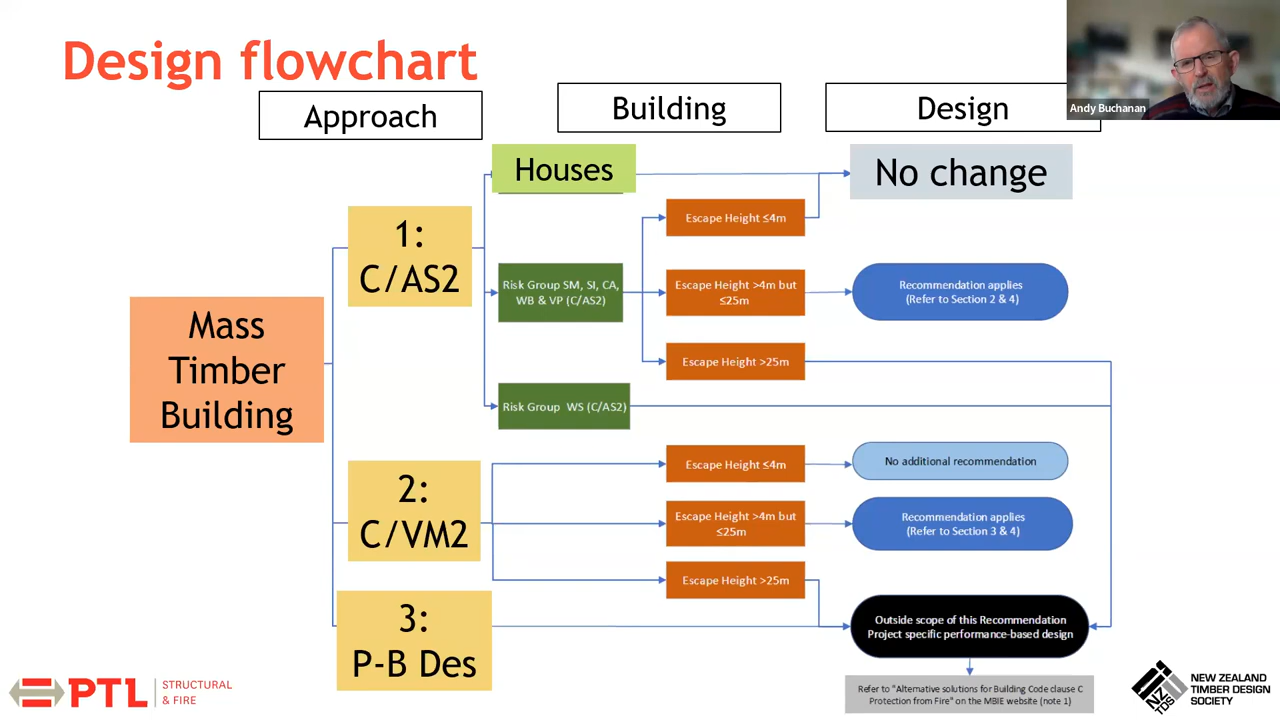 Design flowchart
Andy Buchanan
Approach
Building
Design
Houses
No change
1:
C/AS2
Escape Height ≤4m
Risk Group SM, SI, CA,
WB & VP (C/AS2)
Escape Height >4m but
≤25m
Recommendation applies
(Refer to Section 2 & 4)
Escape Height >25m
Mass
Timber
Building
Risk Group WS (C/AS2)
2:
C/VM2
Escape Height ≤4m
No additional recommendation
Escape Height >4m but
≤25m
Recommendation applies
(Refer to Section 3 & 4)
Escape Height >25m
3:
P-B Des
Outside scope of this Recommendation
Project specific performance-based design
Refer to "Alternative solutions for Building Code clause C
Protection from Fire" on the MBIE website (note 1)
PTL
STRUCTURAL
& FIRE
NZ
TDS
NEW ZEALAND
TIMBER DESIGN
SOCIETY